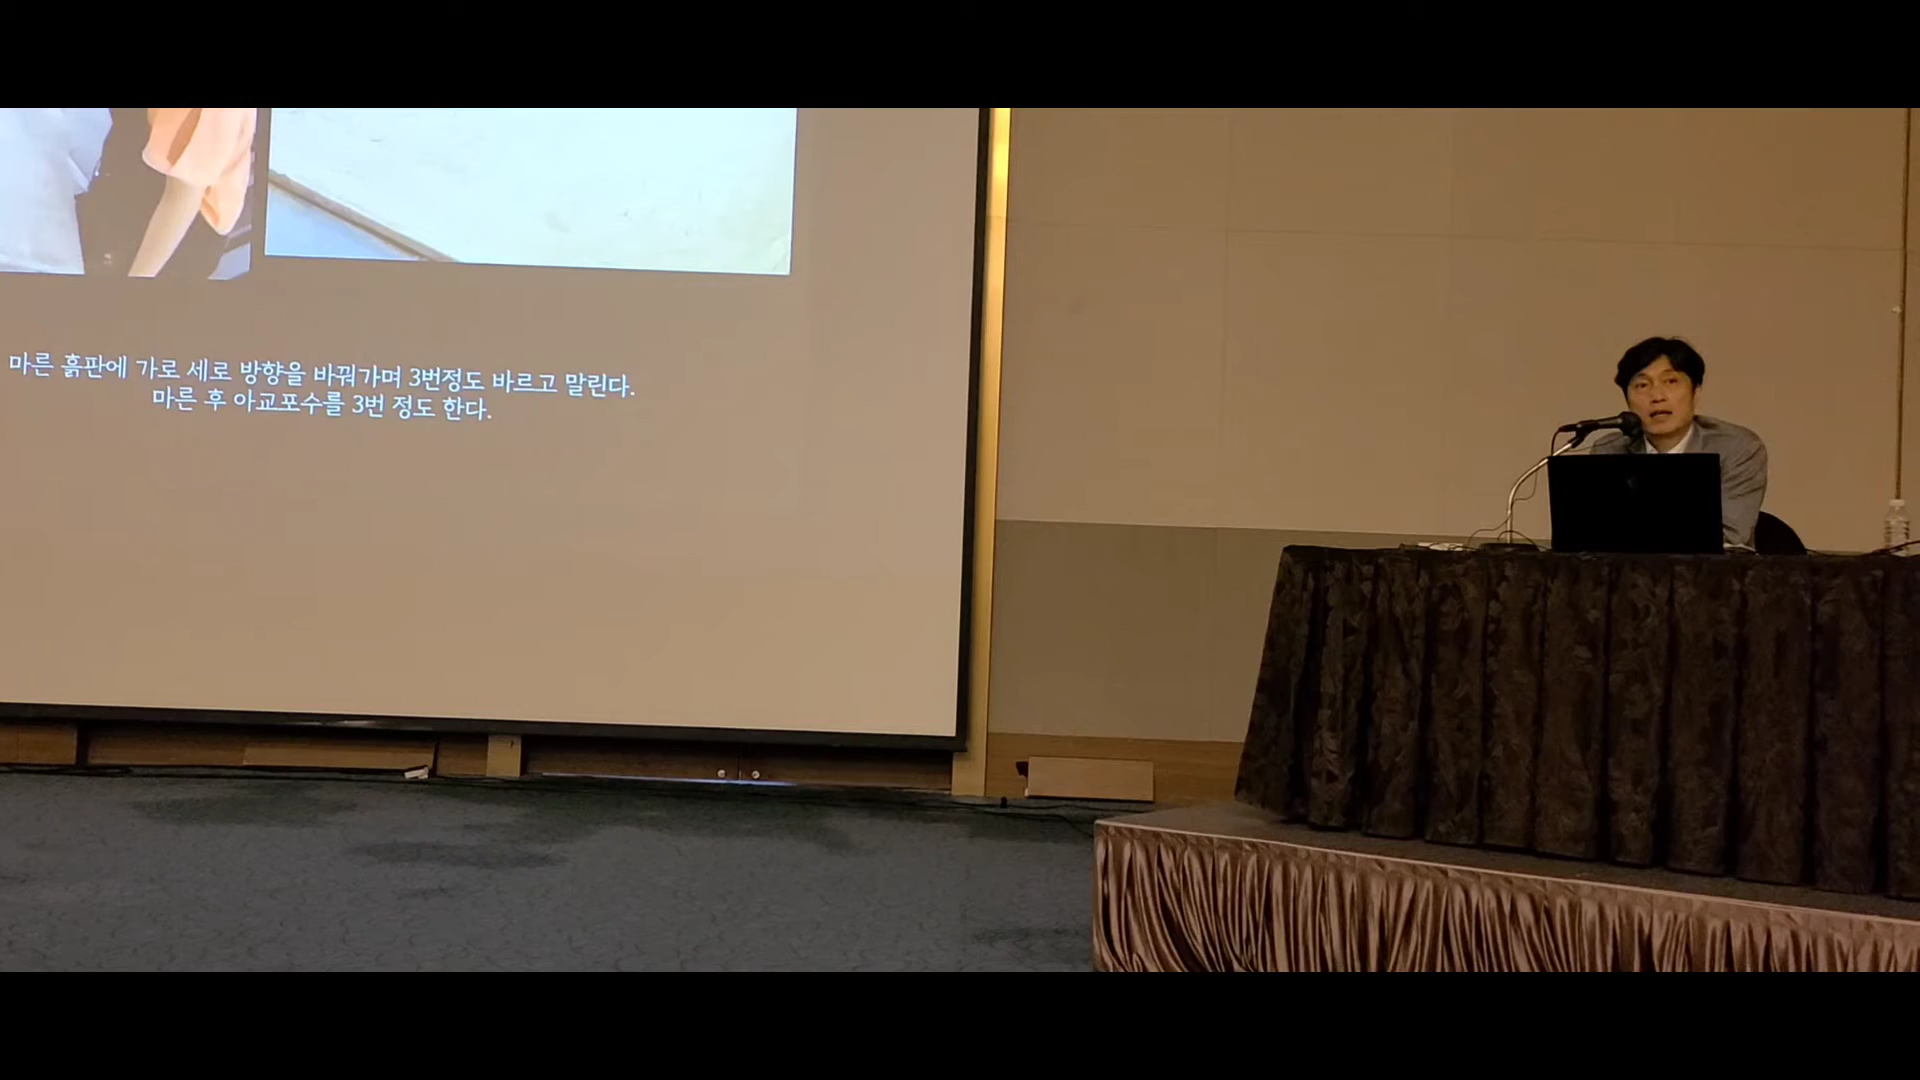 마른 흙판에 가로 세로 방향을 바꿔가며 3번정도 바르고 말린다.
마른 후 아교포수를 3번 정도 한다.